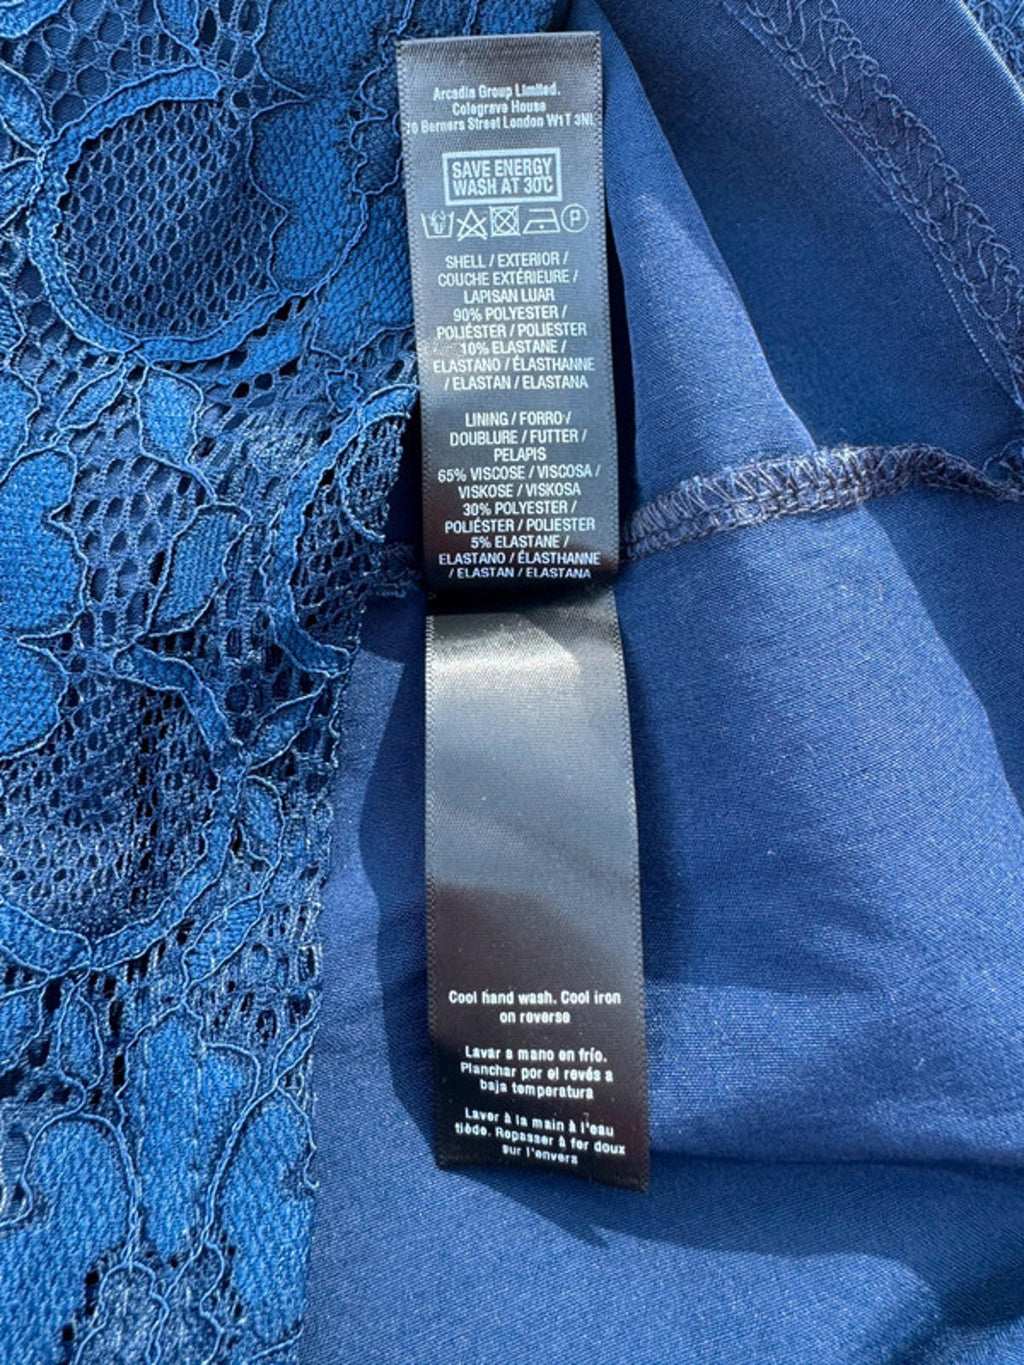 Arcadia Group Limited.
Colegrave House
70 Berners Street London W1T 3NL
SAVE ENERGY
WASH AT 30°C
P
SHELL / EXTERIOR /
COUCHE EXTÉRIEURE /
LAPISAN LUAR
90% POLYESTER /
POLIÉSTER / POLIESTER
10% ELASTANE /
ELASTANO / ÉLASTHANNE
/ ELASTAN / ELASTANA
LINING / FORRO /
DOUBLURE / FUTTER /
PELAPIS
65% VISCOSE / VISCOSA /
VISKOSE / VISKOSA
30% POLYESTER /
POLIÉSTER / POLIESTER
5% ELASTANE /
ELASTANO / ÉLASTHANNE
/ ELASTAN / ELASTANA
Cool hand wash. Cool iron
on reverse
Lavar a mano en frío.
Planchar por el revés a
baja temperatura
Laver à la main à l'eau
tiède. Repasser à fer doux
sur l'envers